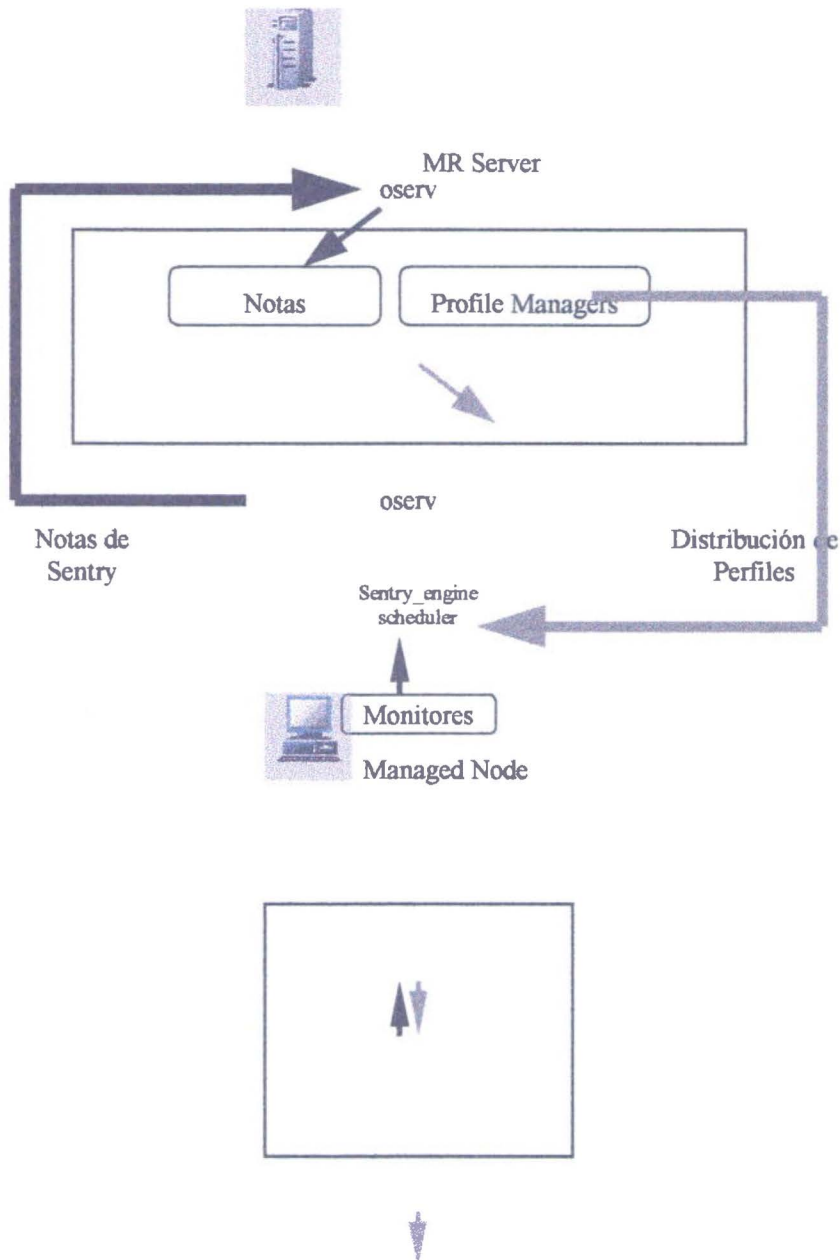 MR Server
oserv
Notas
Profile Managers
oserv
Notas de
Sentry
Distribución de
Perfiles
Sentry_engine
scheduler
Monitores
Managed Node